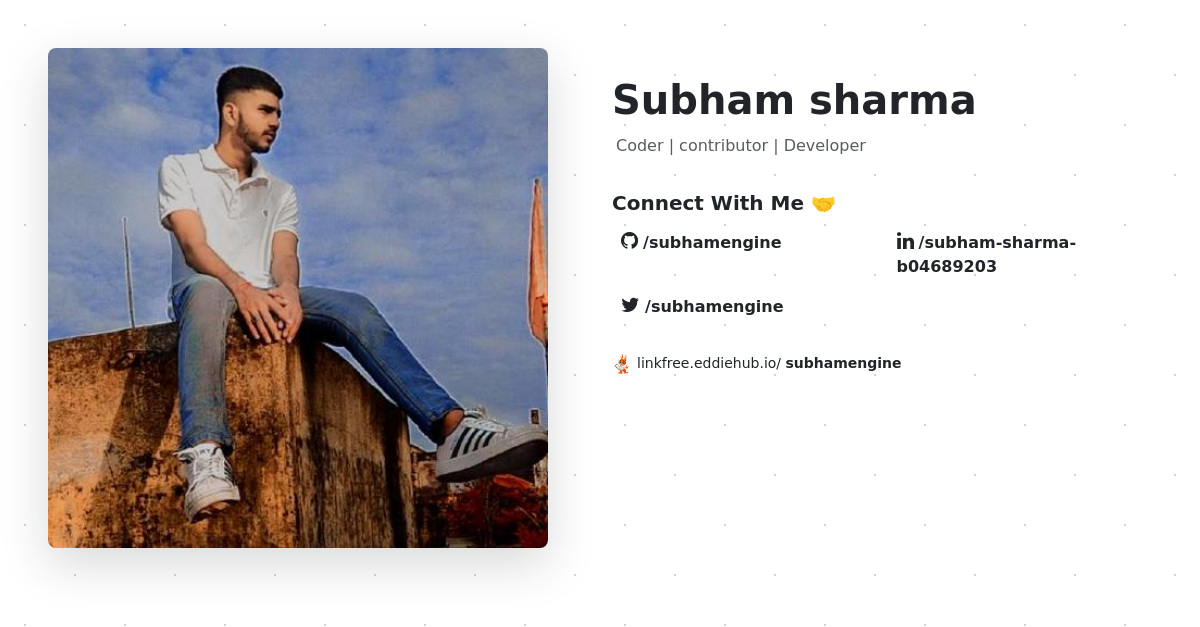 Subham sharma
Coder | contributor | Developer
Connect With Me 🤝
/subhamengine
/subham-sharma-
b04689203
/subhamengine
linkfree.eddiehub.io/ subhamengine